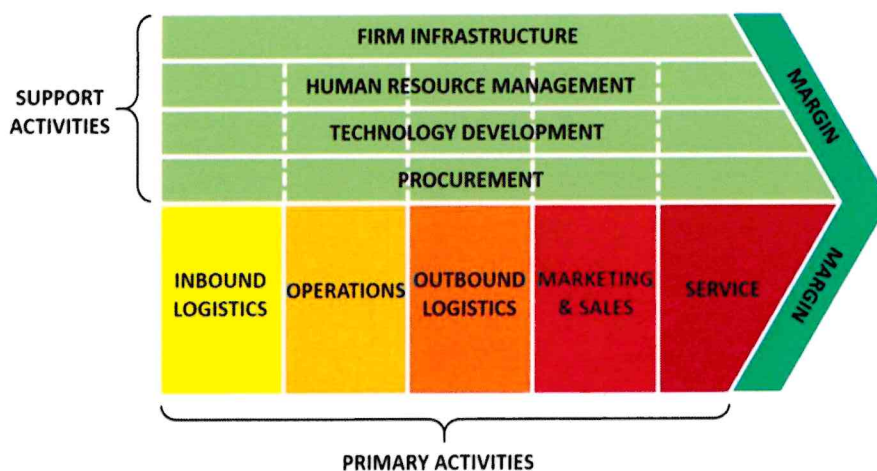 FIRM INFRASTRUCTURE
HUMAN RESOURCE MANAGEMENT
TECHNOLOGY DEVELOPMENT
PROCUREMENT
SUPPORT
ACTIVITIES
MARGIN
MARGIN
INBOUND
LOGISTICS
OPERATIONS
OUTBOUND
LOGISTICS
MARKETING
& SALES
SERVICE
PRIMARY ACTIVITIES